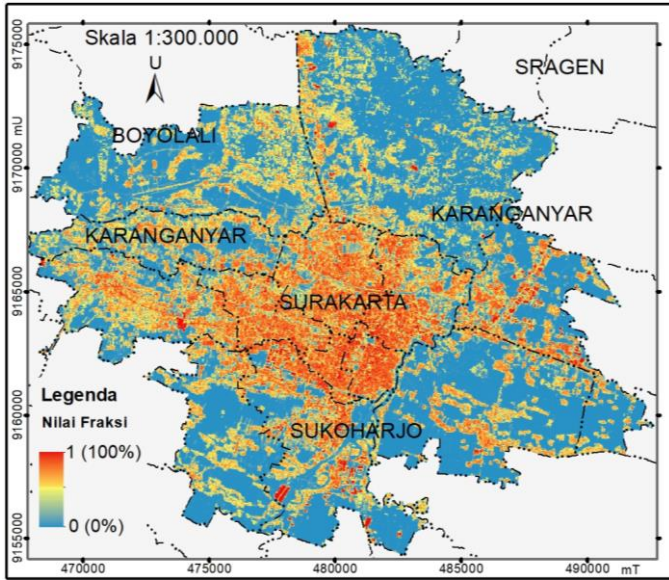 Skala 1:300.000
U
SRAGEN
BOYOLALI
KARANGANYAR
KARANGANYAR
SURAKARTA
SUKOHARJO
Legenda
Nilai Fraksi
1 (100%)
0 (0%)
9175000
9170000 mU
9165000
9160000
9155000
470000
475000
480000
485000
490000
mT